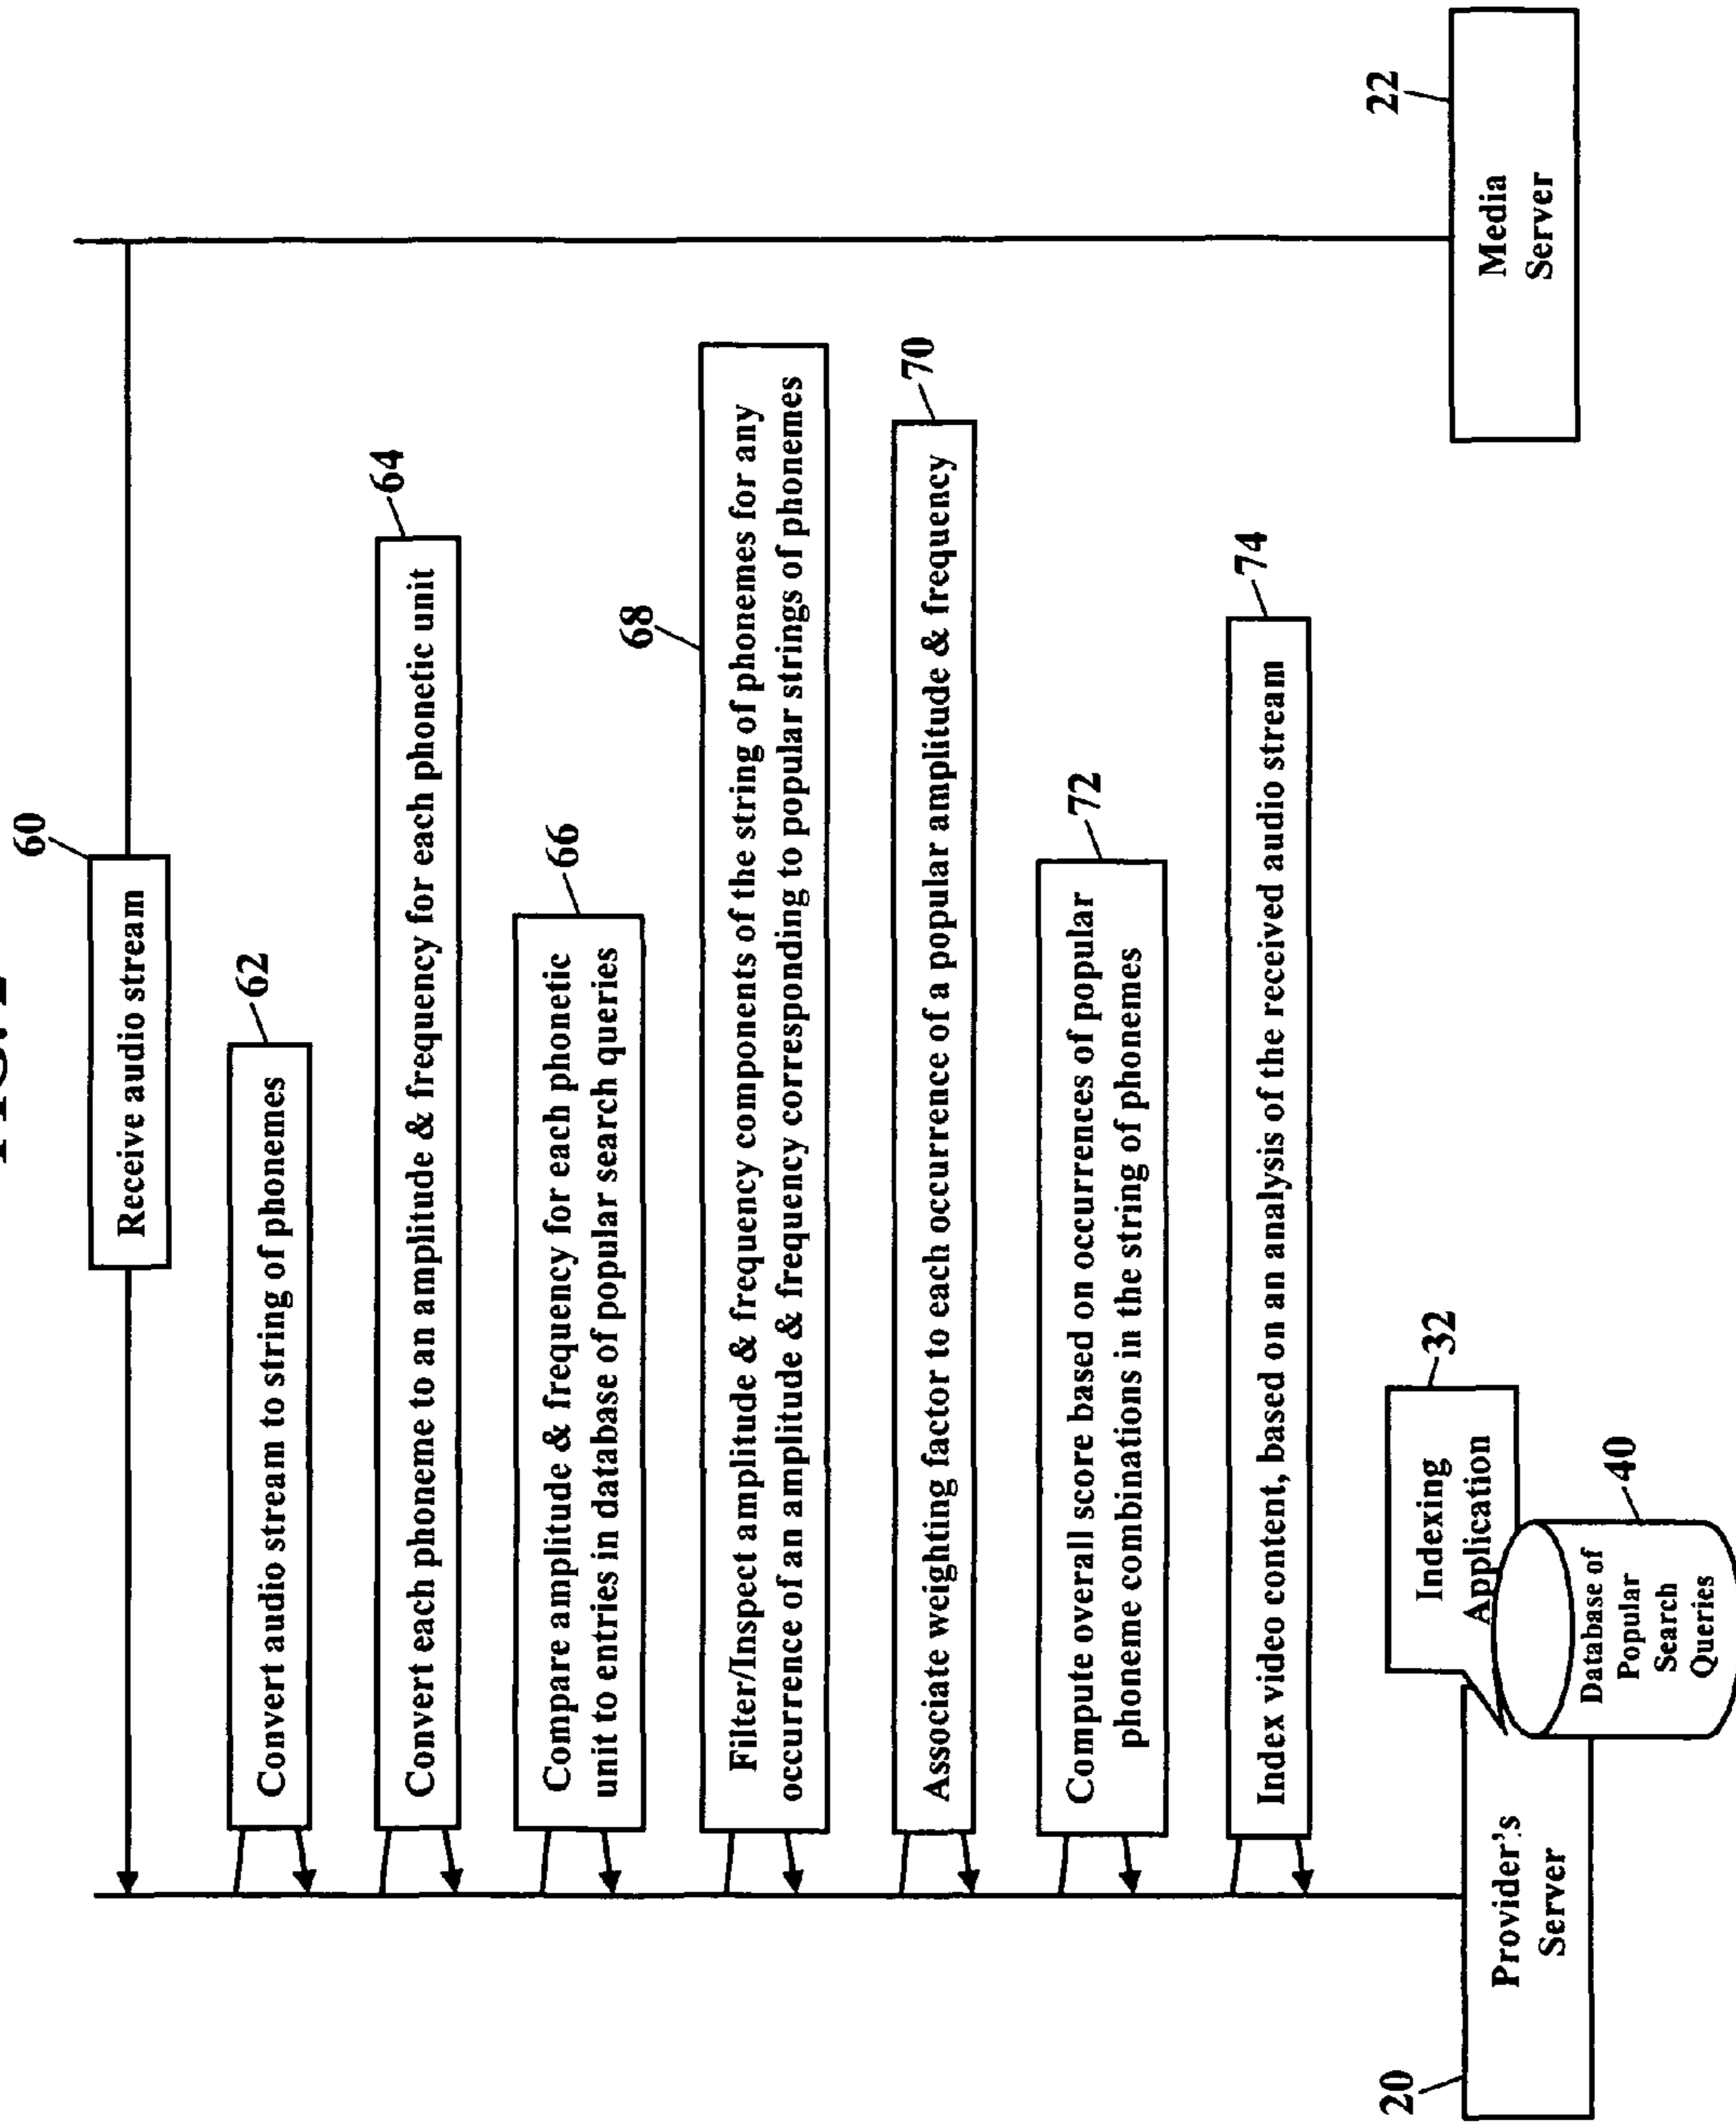 60
Receive audio stream
62
Convert audio stream to string of phonemes
64
Convert each phoneme to an amplitude & frequency for each phonetic unit
66
Compare amplitude & frequency for each phonetic
unit to entries in database of popular search queries
68
Filter/Inspect amplitude & frequency components of the string of phonemes for any
occurrence of an amplitude & frequency corresponding to popular strings of phonemes
70
Associate weighting factor to each occurrence of a popular amplitude & frequency
72
Compute overall score based on occurrences of popular
phoneme combinations in the string of phonemes
74
Index video content, based on an analysis of the received audio stream
20
Provider's
Server
Indexing
Application
32
Database of
Popular
Search
Queries
40
Media
Server
22